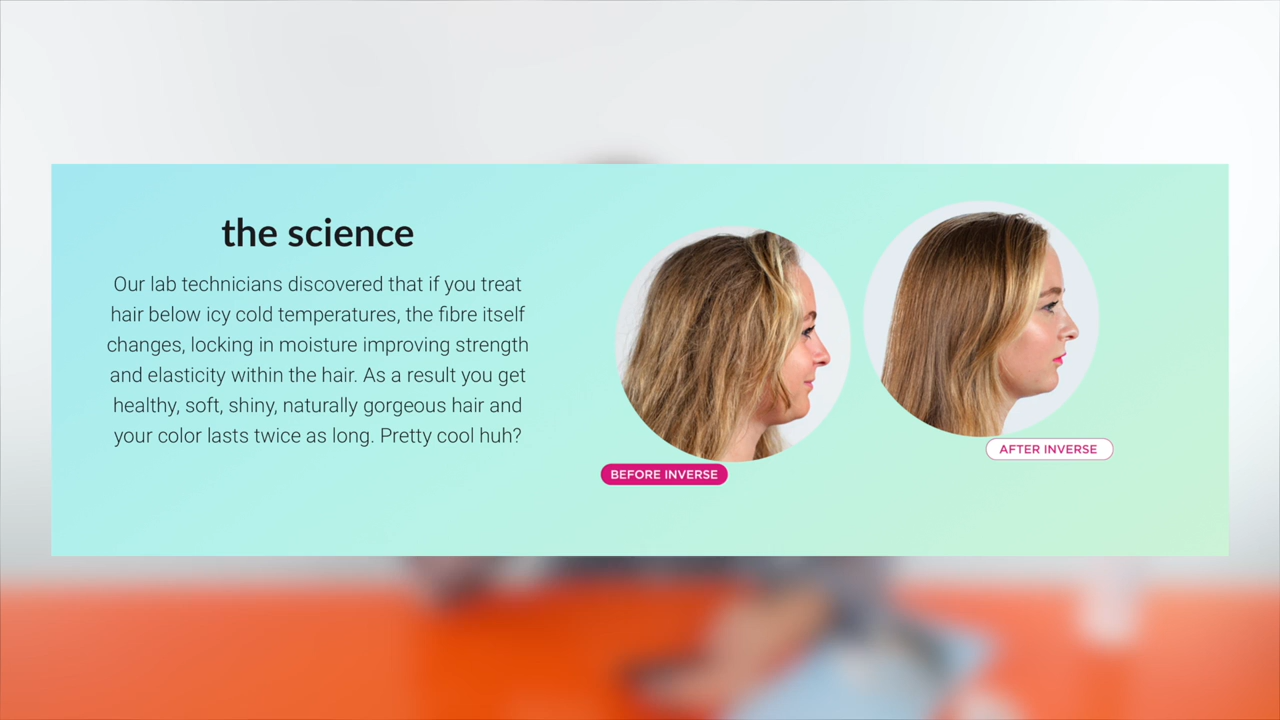 the science
Our lab technicians discovered that if you treat
hair below icy cold temperatures, the fibre itself
changes, locking in moisture improving strength
and elasticity within the hair. As a result you get
healthy, soft, shiny, naturally gorgeous hair and
your color lasts twice as long. Pretty cool huh?
BEFORE INVERSE
AFTER INVERSE